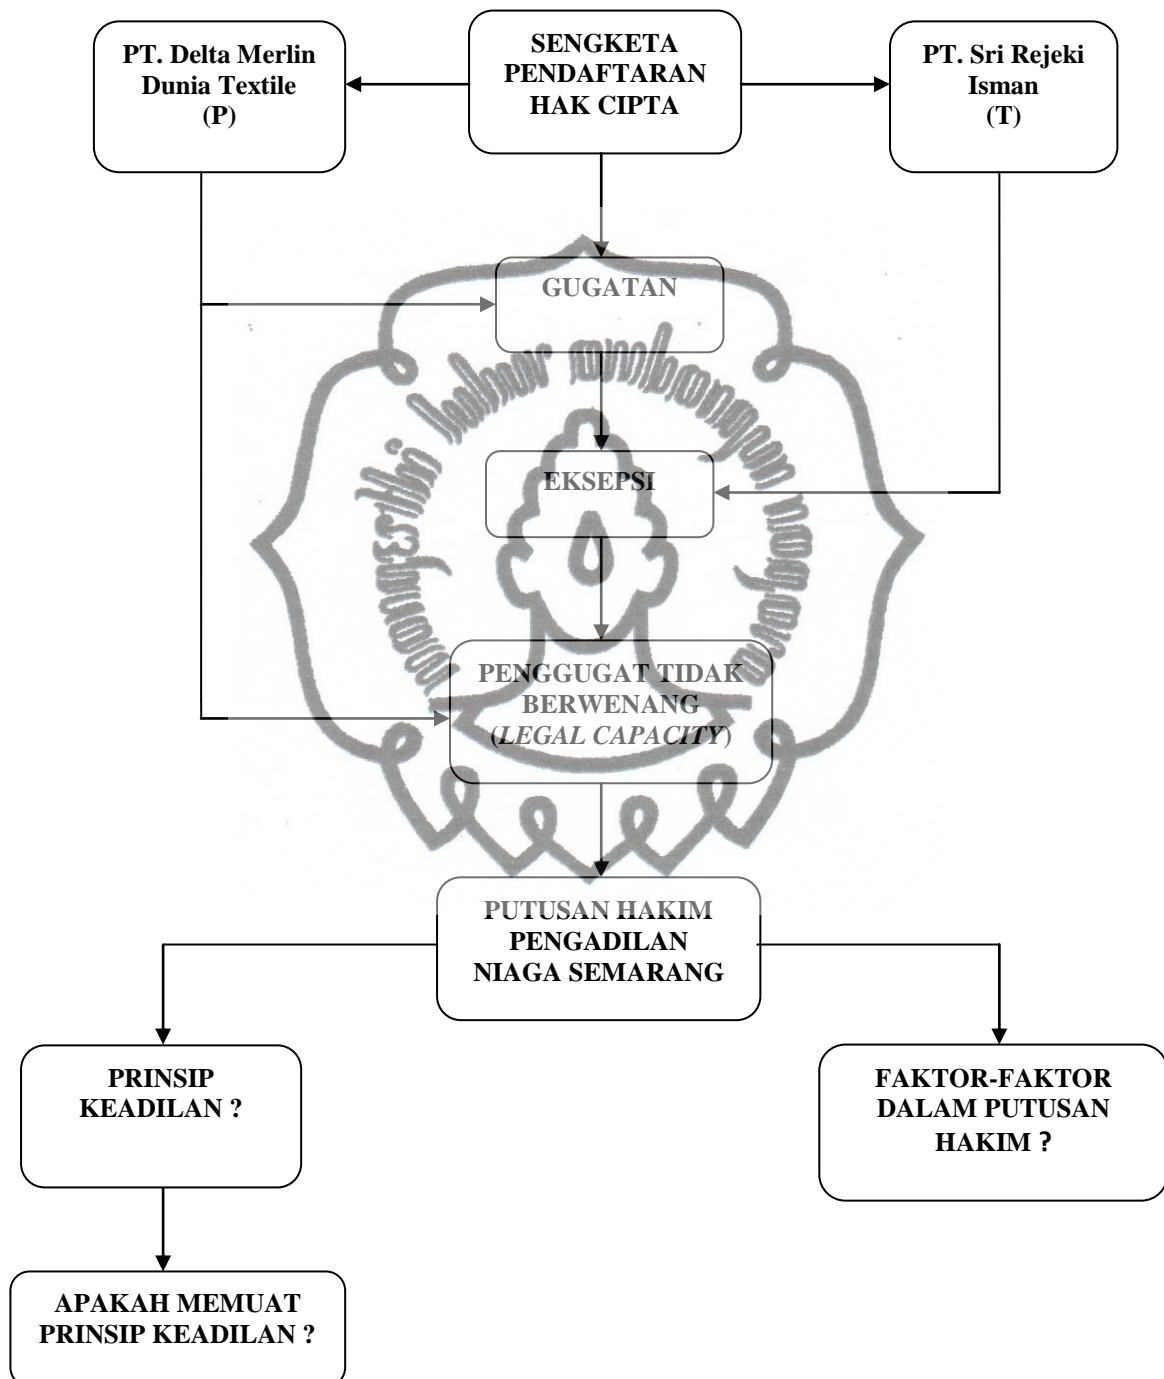 PT. Delta Merlin
Dunia Textile
(P)
SENGKETA
PENDAFTARAN
HAK CIPTA
PT. Sri Rejeki
Isman
(T)
GUGATAN
EKSEPSI
PENGGUGAT TIDAK
BERWENANG
(LEGAL CAPACITY)
PUTUSAN HAKIM
PENGADILAN
NIAGA SEMARANG
PRINSIP
KEADILAN ?
FAKTOR-FAKTOR
DALAM PUTUSAN
HAKIM ?
APAKAH MEMUAT
PRINSIP KEADILAN ?